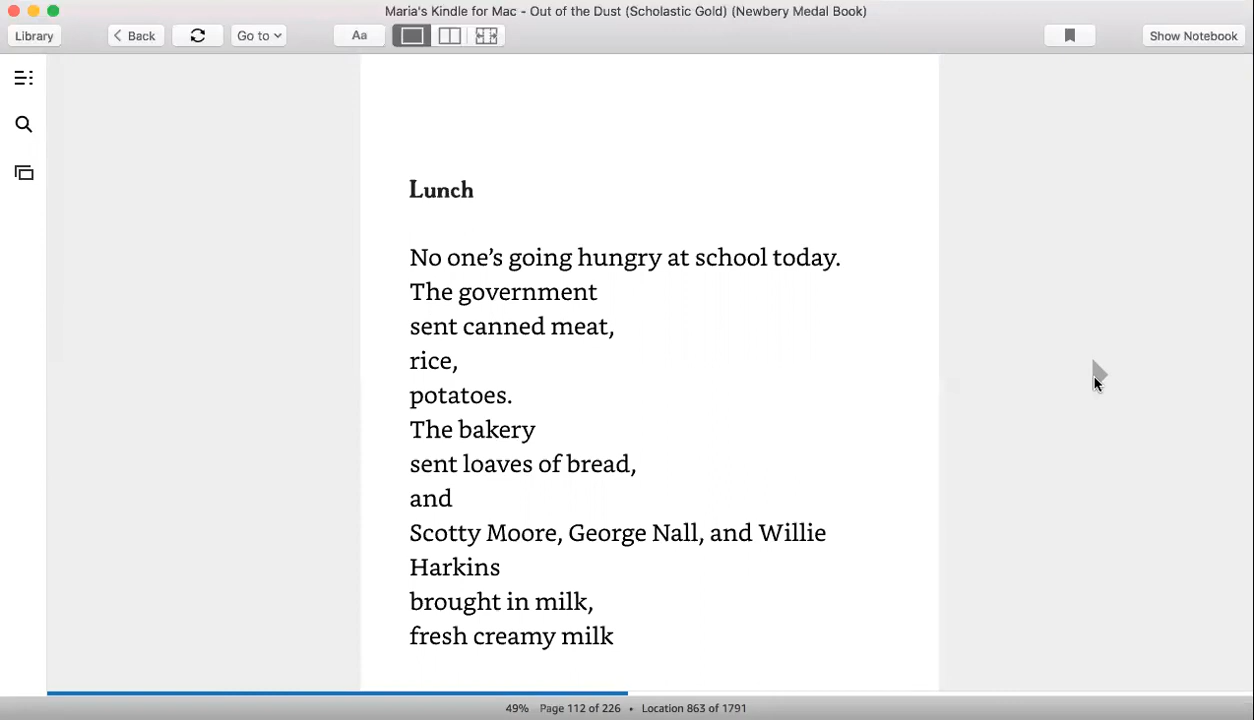 Maria's Kindle for Mac - Out of the Dust (Scholastic Gold) (Newbery Medal Book)
Library
Back
Go to
Aa
Show Notebook
Lunch
No one’s going hungry at school today.
The government
sent canned meat,
rice,
potatoes.
The bakery
sent loaves of bread,
and
Scotty Moore, George Nall, and Willie
Harkins
brought in milk,
fresh creamy milk
49% Page 112 of 226 • Location 863 of 1791